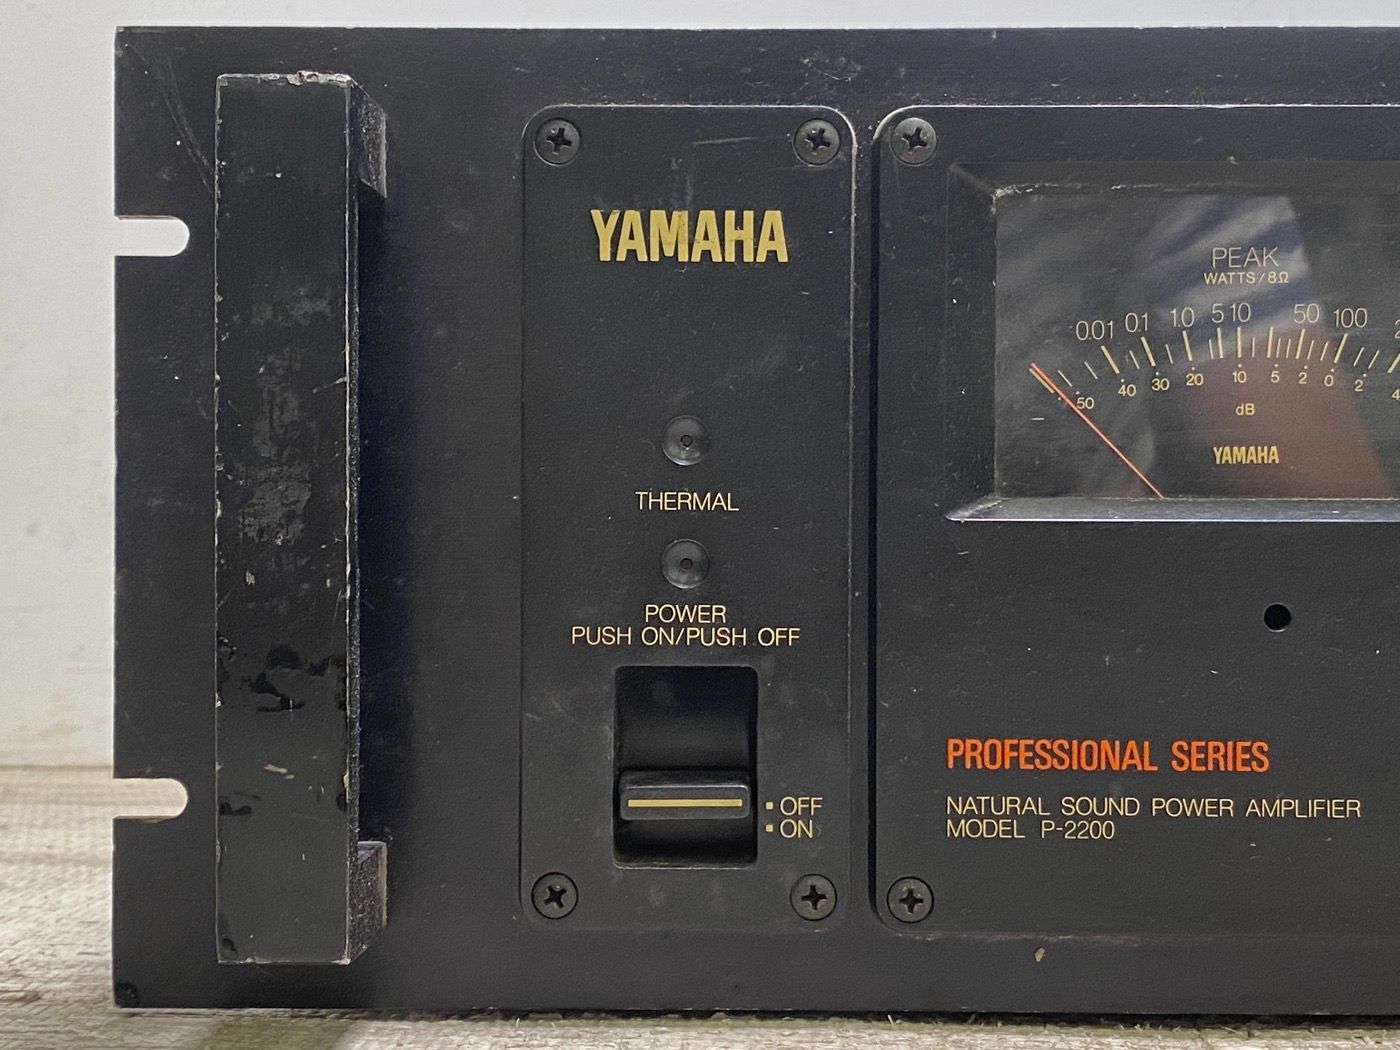 YAMAHA
THERMAL
POWER
PUSH ON/PUSH OFF
OFF
ON
PEAK
WATTS/8Ω
0.01 0.1 1.0 5 10 50 100
50 40 30 20 10 5 2 0 2
dB
YAMAHA
PROFESSIONAL SERIES
NATURAL SOUND POWER AMPLIFIER
MODEL P-2200